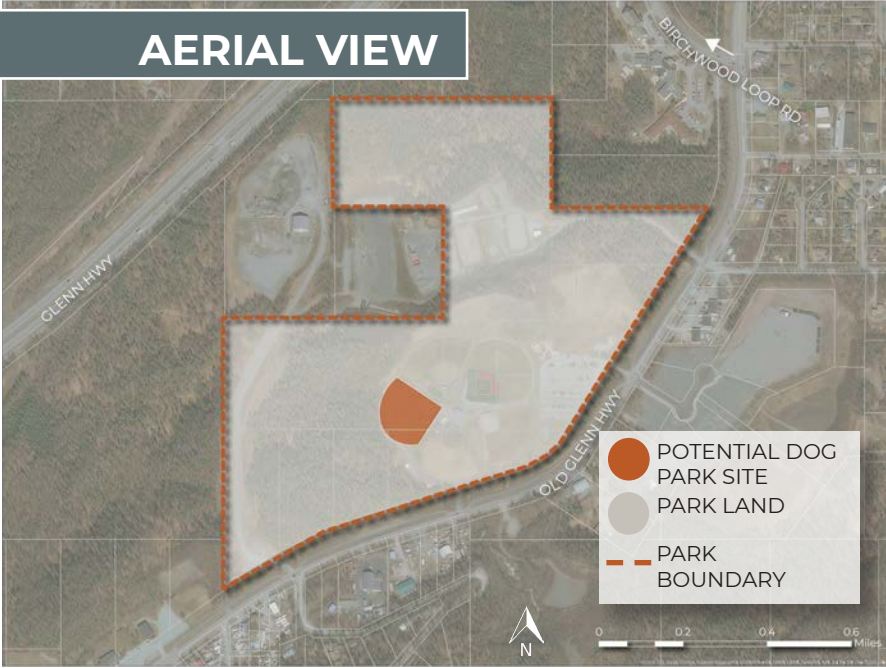 AERIAL VIEW
BIRCHWOOD LOOP RD.
GLENN HWY
OLD GLENN HWY
POTENTIAL DOG
PARK SITE
PARK LAND
PARK
BOUNDARY
N
0 0.2 0.4 0.6
Miles